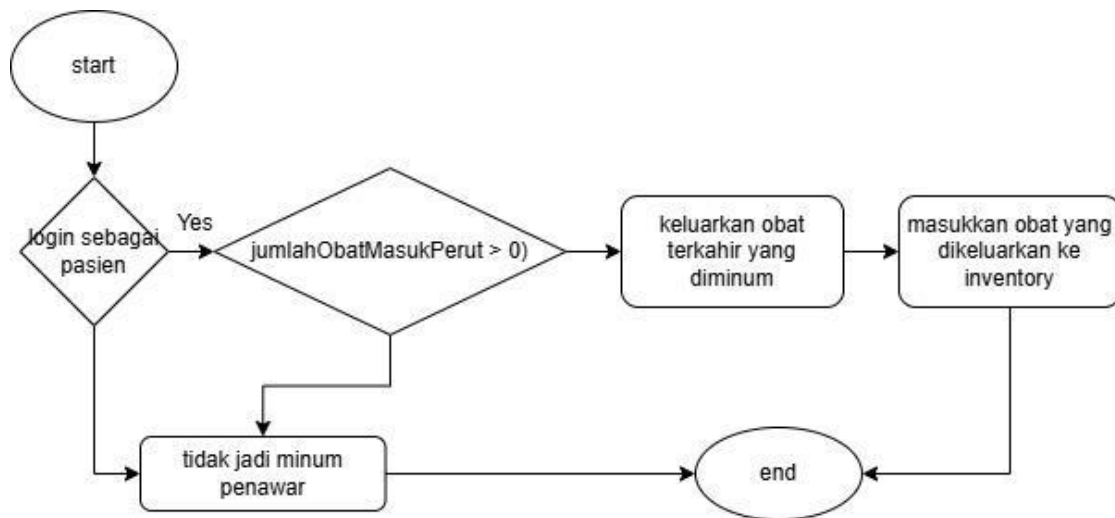 start
login sebagai
pasien
Yes
jumlahObatMasukPerut > 0)
keluarkan obat
terkahir yang
diminum
masukkan obat yang
dikeluarkan ke
inventory
tidak jadi minum
penawar
end